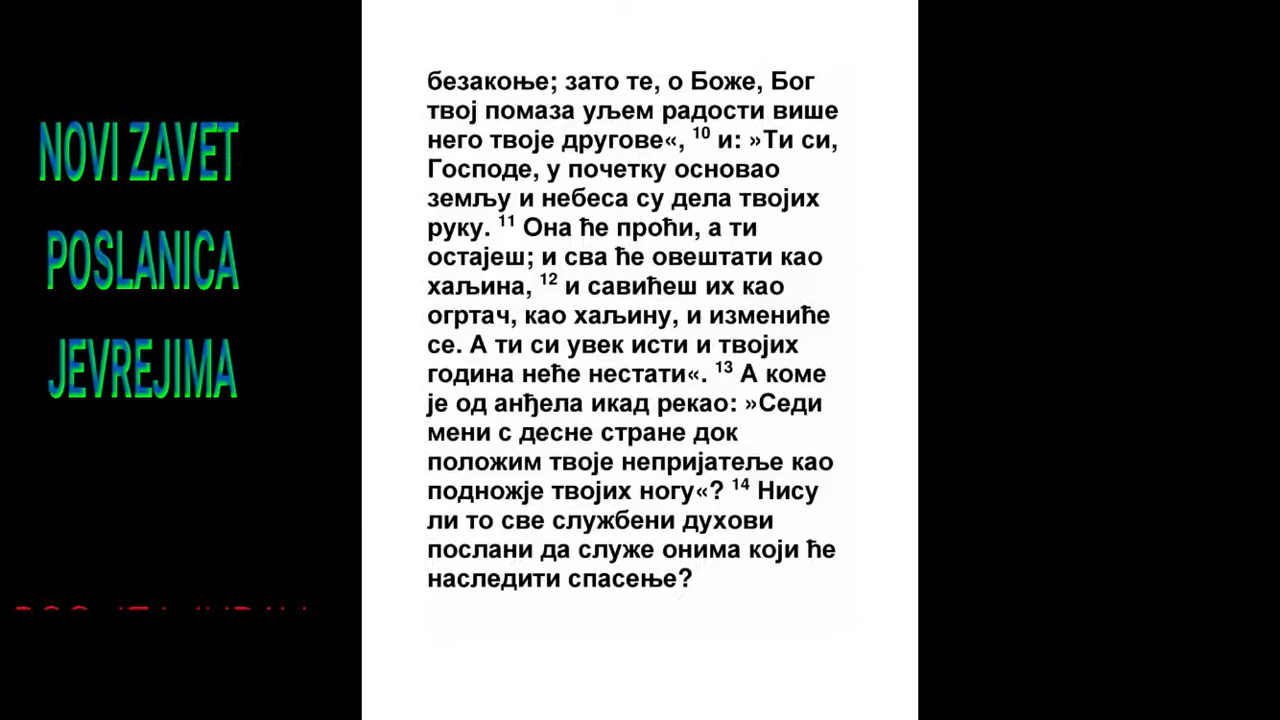 NOVI ZAVET
POSLANICA
JEVREJIMA
безакоње; зато те, о Боже, Бог
твој помаза уљем радости више
него твоје другове«, 10 и: »Ти си,
Господе, у почетку основао
земљу и небеса су дела твојих
руку. 11 Она ће проћи, а ти
остајеш; и сва ће овештати као
хаљина, 12 и савићеш их као
огртач, као хаљину, и измениће
се. А ти си увек исти и твојих
година неће нестати«. 13 А коме
је од анђела икад рекао: »Седи
мени с десне стране док
положим твоје непријатеље као
подножје твојих ногу«? 14 Нису
ли то све службени духови
послани да служе онима који ће
наследити спасење?